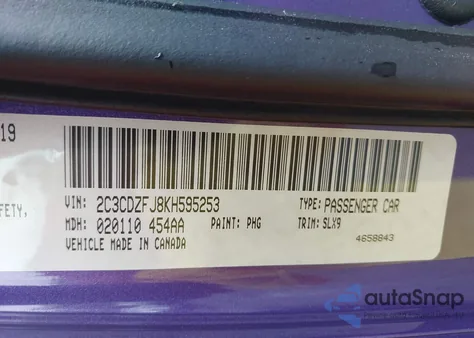 19
VIN: 2C3CDZFJ8KH595253 TYPE: PASSENGER CAR
FETY, MDH: 020110 454AA PAINT: PHG TRIM: SLX9
VEHICLE MADE IN CANADA 4658843
autoSnap